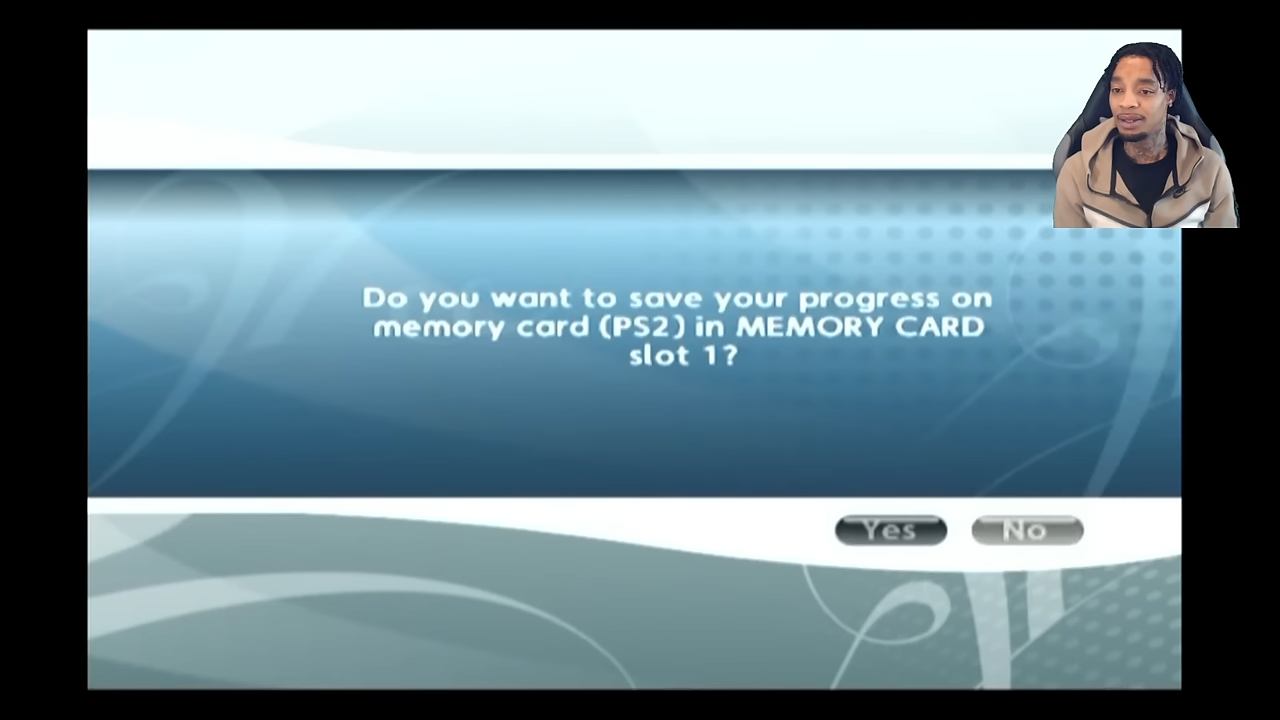 Do you want to save your progress on
memory card (PS2) in MEMORY CARD
slot 1?
Yes
No